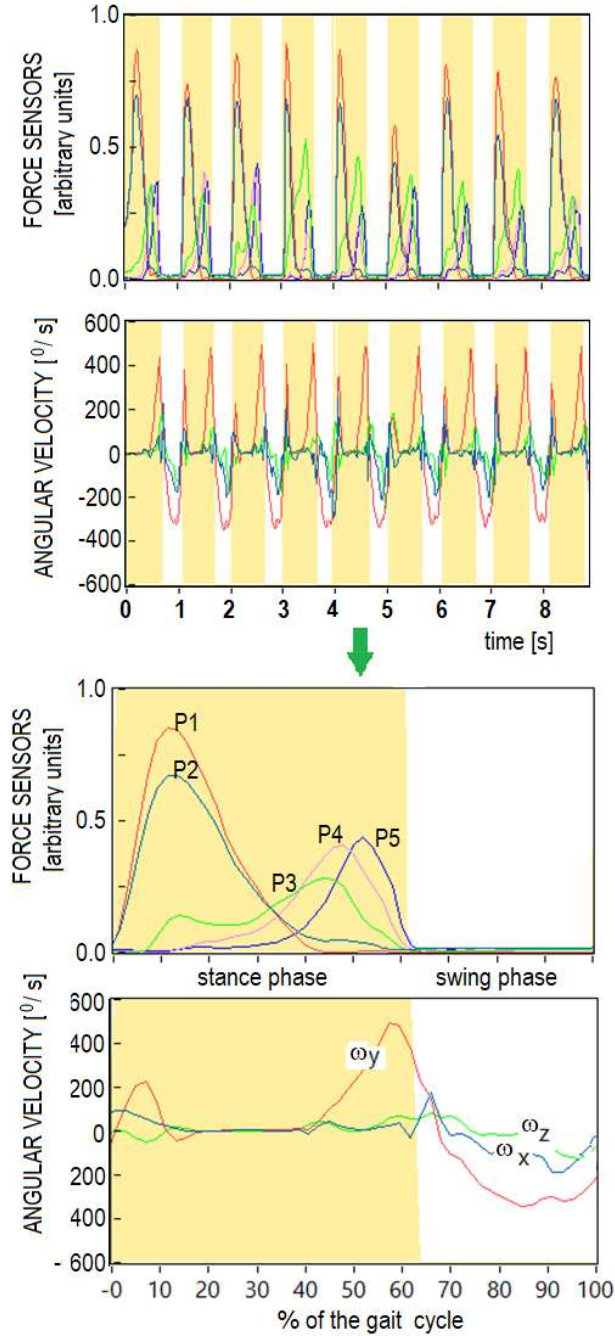 FORCE SENSORS
[arbitrary units]
1.0
0.5
0.0
ANGULAR VELOCITY [⁰/ s]
600
400
200
0
-200
-400
-600
0 1 2 3 4 5 6 7 8
time [s]
FORCE SENSORS
[arbitrary units]
1.0
0.5
0.0
P1
P2
P3
P4
P5
stance phase swing phase
ANGULAR VELOCITY [⁰/ s]
600
400
200
0
-200
-400
- 600
ωy
ωz
ωx
-0 10 20 30 40 50 60 70 80 90 100
% of the gait cycle